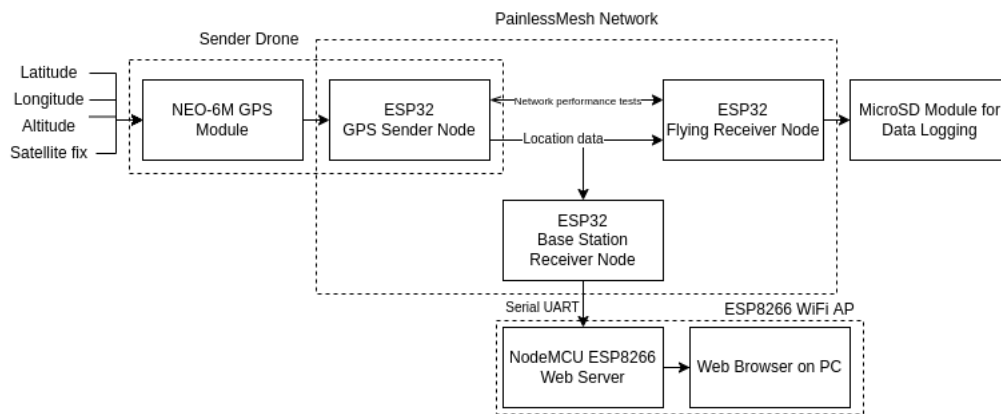 PainlessMesh Network
Sender Drone
Latitude
Longitude
Altitude
Satellite fix
NEO-6M GPS
Module
ESP32
GPS Sender Node
Network performance tests
Location data
ESP32
Flying Receiver Node
MicroSD Module for
Data Logging
ESP32
Base Station
Receiver Node
Serial UART
ESP8266 WiFi AP
NodeMCU ESP8266
Web Server
Web Browser on PC